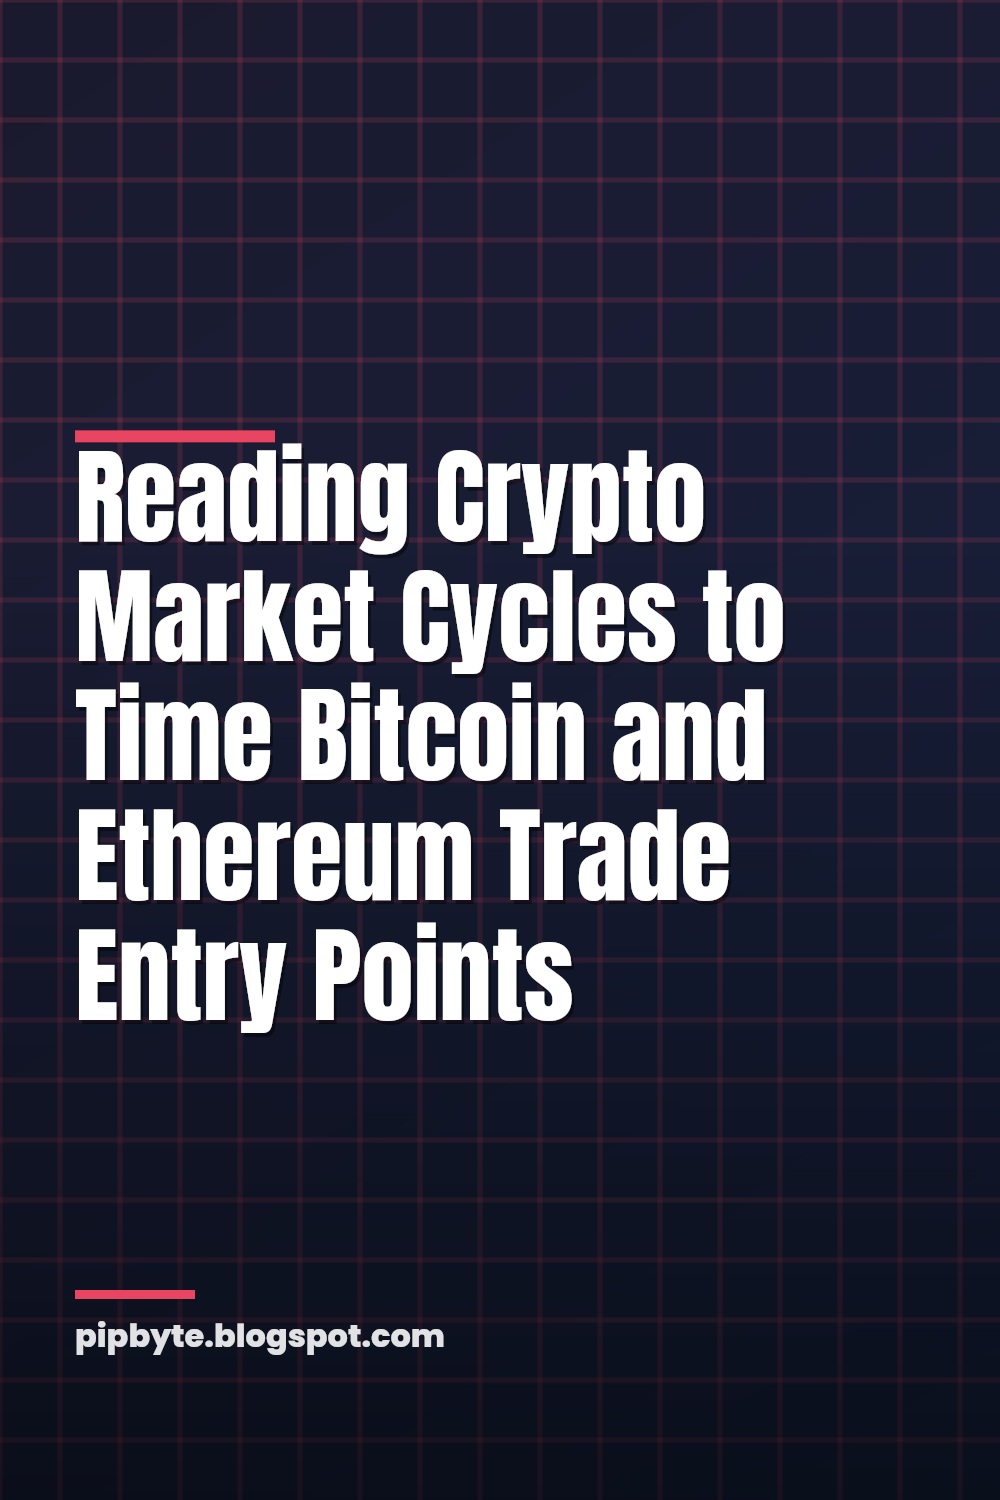 Reading Crypto
Market Cycles to
Time Bitcoin and
Ethereum Trade
Entry Points
pipbyte.blogspot.com